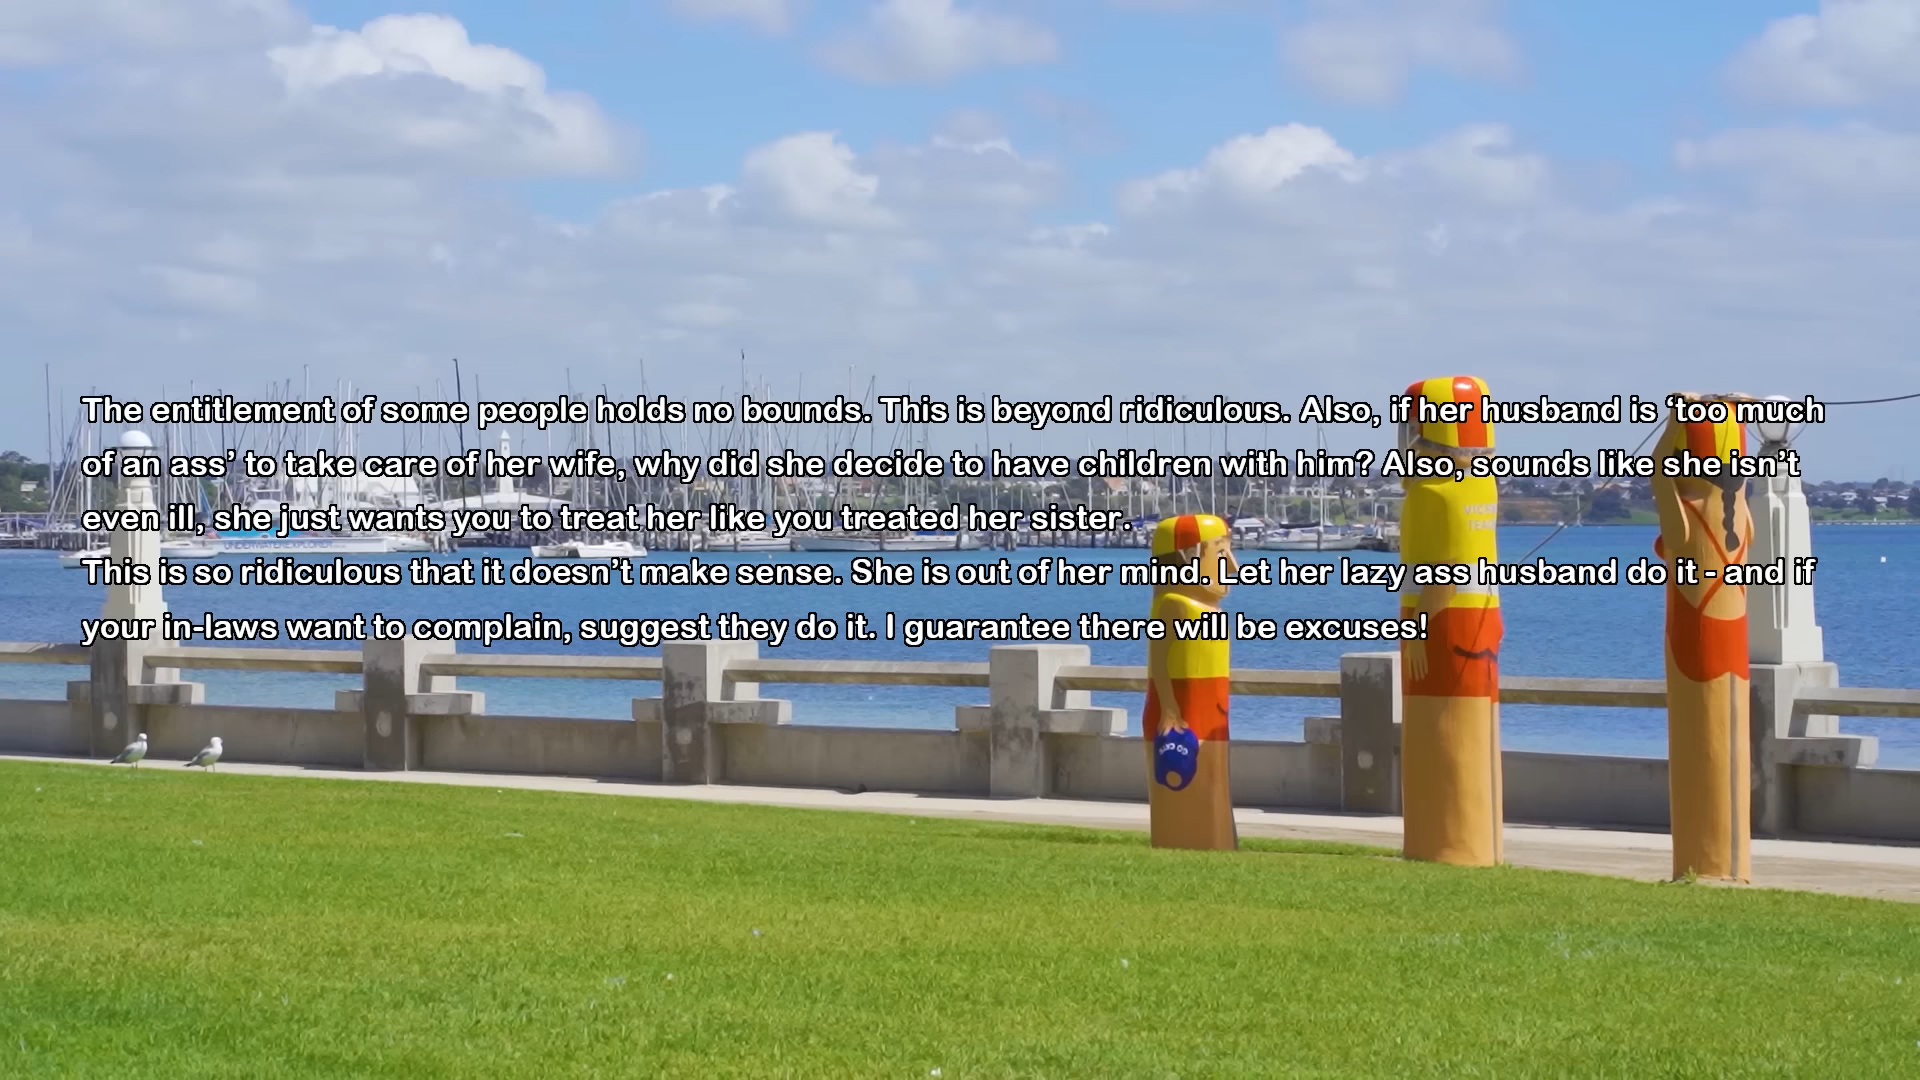 The entitlement of some people holds no bounds. This is beyond ridiculous. Also, if her husband is ‘too much
of an ass’ to take care of her wife, why did she decide to have children with him? Also, sounds like she isn’t
even ill, she just wants you to treat her like you treated her sister.
This is so ridiculous that it doesn’t make sense. She is out of her mind. Let her lazy ass husband do it - and if
your in-laws want to complain, suggest they do it. I guarantee there will be excuses!